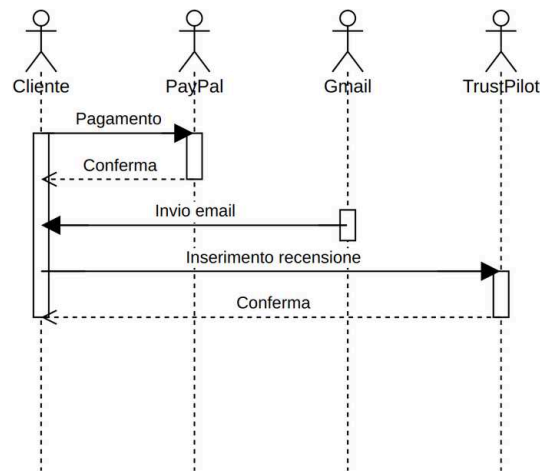 Cliente
PayPal
Gmail
TrustPilot
Pagamento
Conferma
Invio email
Inserimento recensione
Conferma